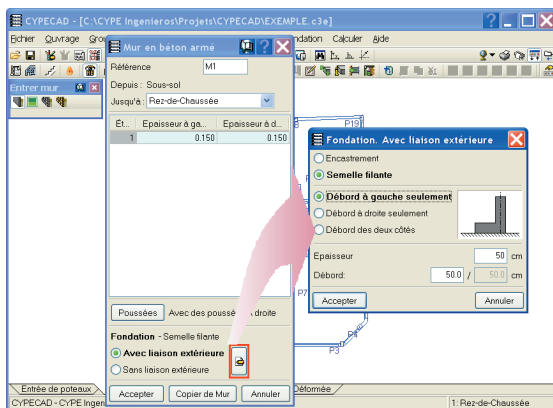 CYPECAD - [C:\CYPE Ingenieros\Projets\CYPECAD\EXEMPLE.c3e]
Fichier Ouvrage Calculer Aide
Entrer mur
Mur en béton armé
Référence M1
Depuis : Sous-sol
Jusqu'à : Rez-de-Chaussée
Ét... Epaisseur à ga... Epaisseur à d...
1 0.150 0.150
Poussées Avec des droite
Fondation - Semelle filante
Avec liaison extérieure
Sans liaison extérieure
Accepter Copier de Mur Annuler
P19
Fondation. Avec liaison extérieure
Encastrement
Semelle filante
Débord à gauche seulement
Débord à droite seulement
Débord des deux côtés
Epaisseur 50 cm
Débord: 50.0 / 50.0 cm
Accepter Annuler
P7
P4
P3
Entrée de poteaux Déformée
CYPECAD - CYPE Ingen
1: Rez-de-Chaussée